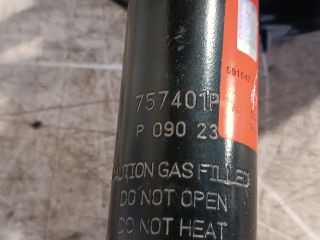 757401P
P 090 23
CAUTION GAS FILLED
DO NOT OPEN
DO NOT HEAT